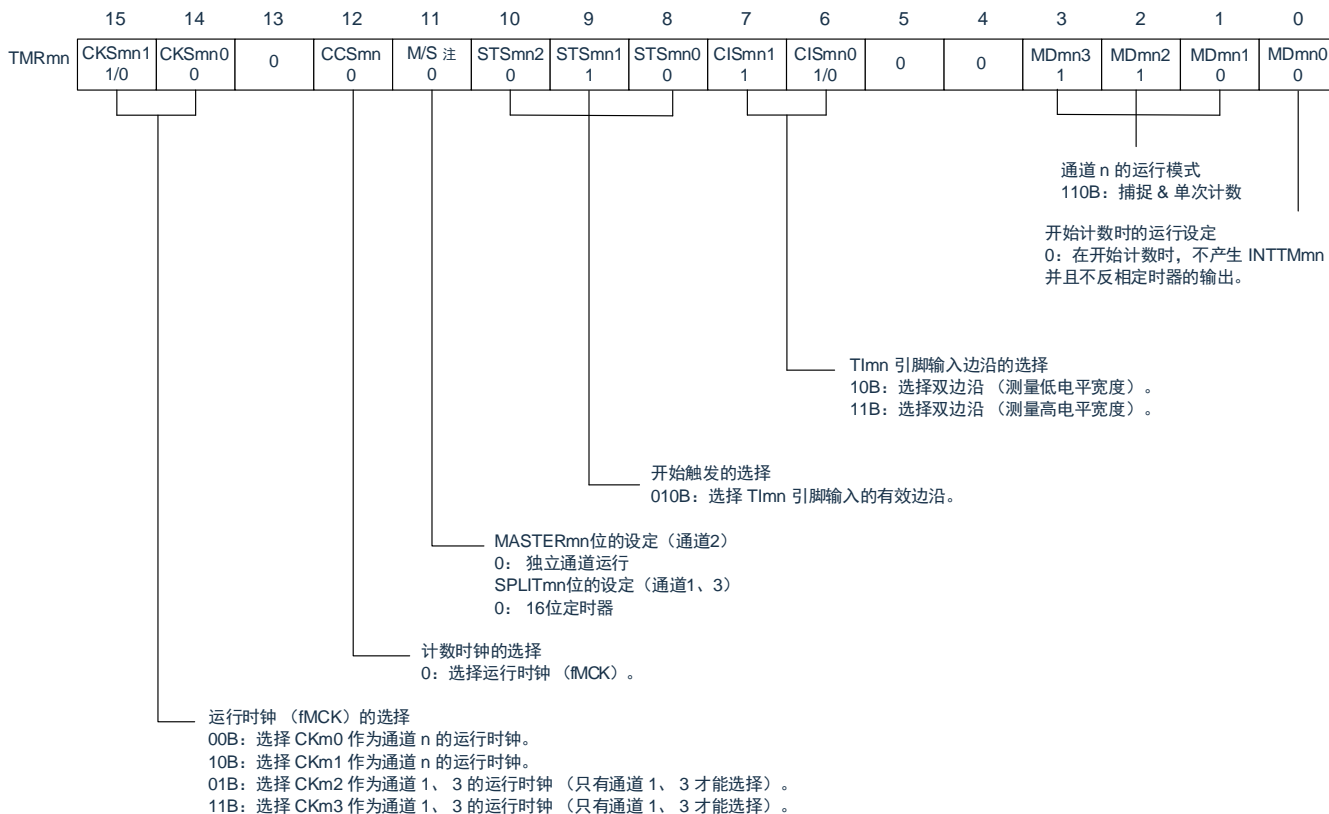 15 14 13 12 11 10 9 8 7 6 5 4 3 2 1 0
TMRmn CKSmn1 CKSmn0 0 CCSmn M/S 注 STSmn2 STSmn1 STSmn0 CISmn1 CISmn0 0 0 MDmn3 MDmn2 MDmn1 MDmn0
1/0 0 0 0 0 1 0 1 1/0 1 1 0 0
通道 n 的运行模式
110B：捕捉 & 单次计数
开始计数时的运行设定
0：在开始计数时，不产生 INTTMmn
并且不反相定时器的输出。
TImn 引脚输入边沿的选择
10B：选择双边沿 （测量低电平宽度）。
11B：选择双边沿 （测量高电平宽度）。
开始触发的选择
010B：选择 TImn 引脚输入的有效边沿。
MASTERmn位的设定（通道2）
0： 独立通道运行
SPLITmn位的设定（通道1、3）
0： 16位定时器
计数时钟的选择
0：选择运行时钟 （fMCK）。
运行时钟 （fMCK）的选择
00B：选择 CKm0 作为通道 n 的运行时钟。
10B：选择 CKm1 作为通道 n 的运行时钟。
01B：选择 CKm2 作为通道 1、 3 的运行时钟 （只有通道 1、 3 才能选择）。
11B：选择 CKm3 作为通道 1、 3 的运行时钟 （只有通道 1、 3 才能选择）。